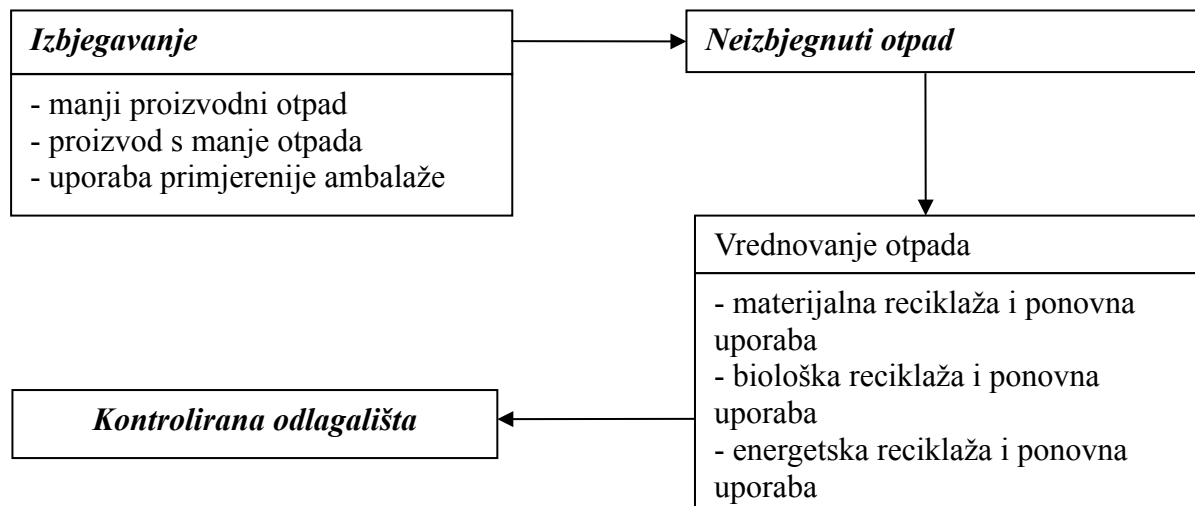 Izbjegavanje
- manji proizvodni otpad
- proizvod s manje otpada
- uporaba primjerenije ambalaže
Neizbjegnuti otpad
Vrednovanje otpada
- materijalna reciklaža i ponovna
uporaba
- biološka reciklaža i ponovna
uporaba
- energetska reciklaža i ponovna
uporaba
Kontrolirana odlagališta